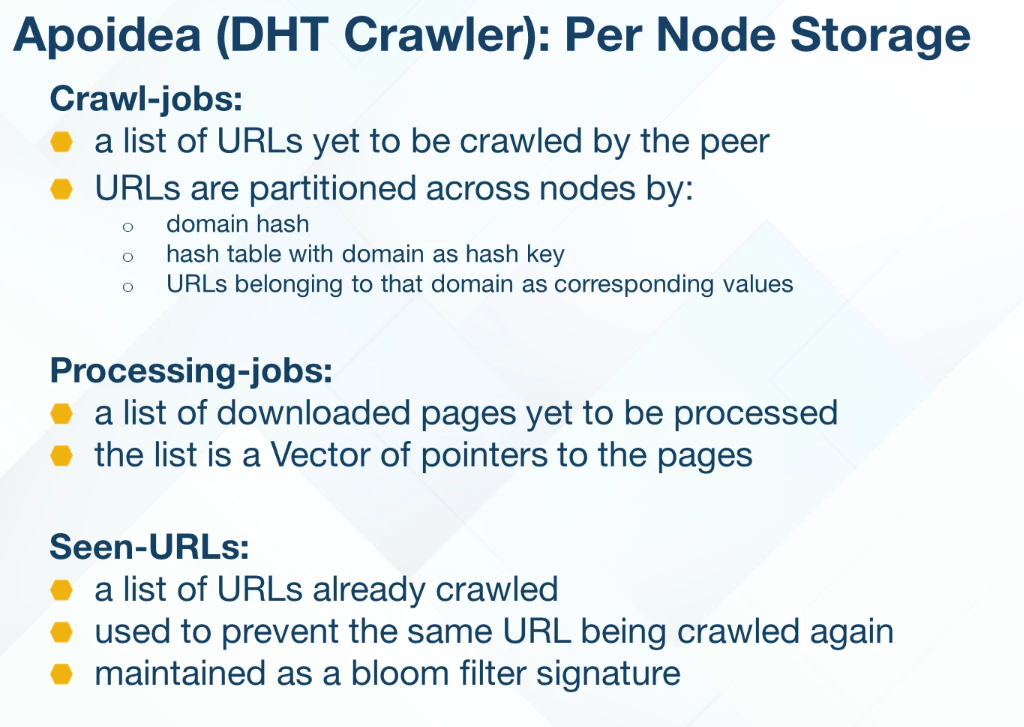 Apoidea (DHT Crawler): Per Node Storage
Crawl-jobs:
a list of URLs yet to be crawled by the peer
URLs are partitioned across nodes by:
domain hash
hash table with domain as hash key
URLs belonging to that domain as corresponding values
Processing-jobs:
a list of downloaded pages yet to be processed
the list is a Vector of pointers to the pages
Seen-URLs:
a list of URLs already crawled
used to prevent the same URL being crawled again
maintained as a bloom filter signature